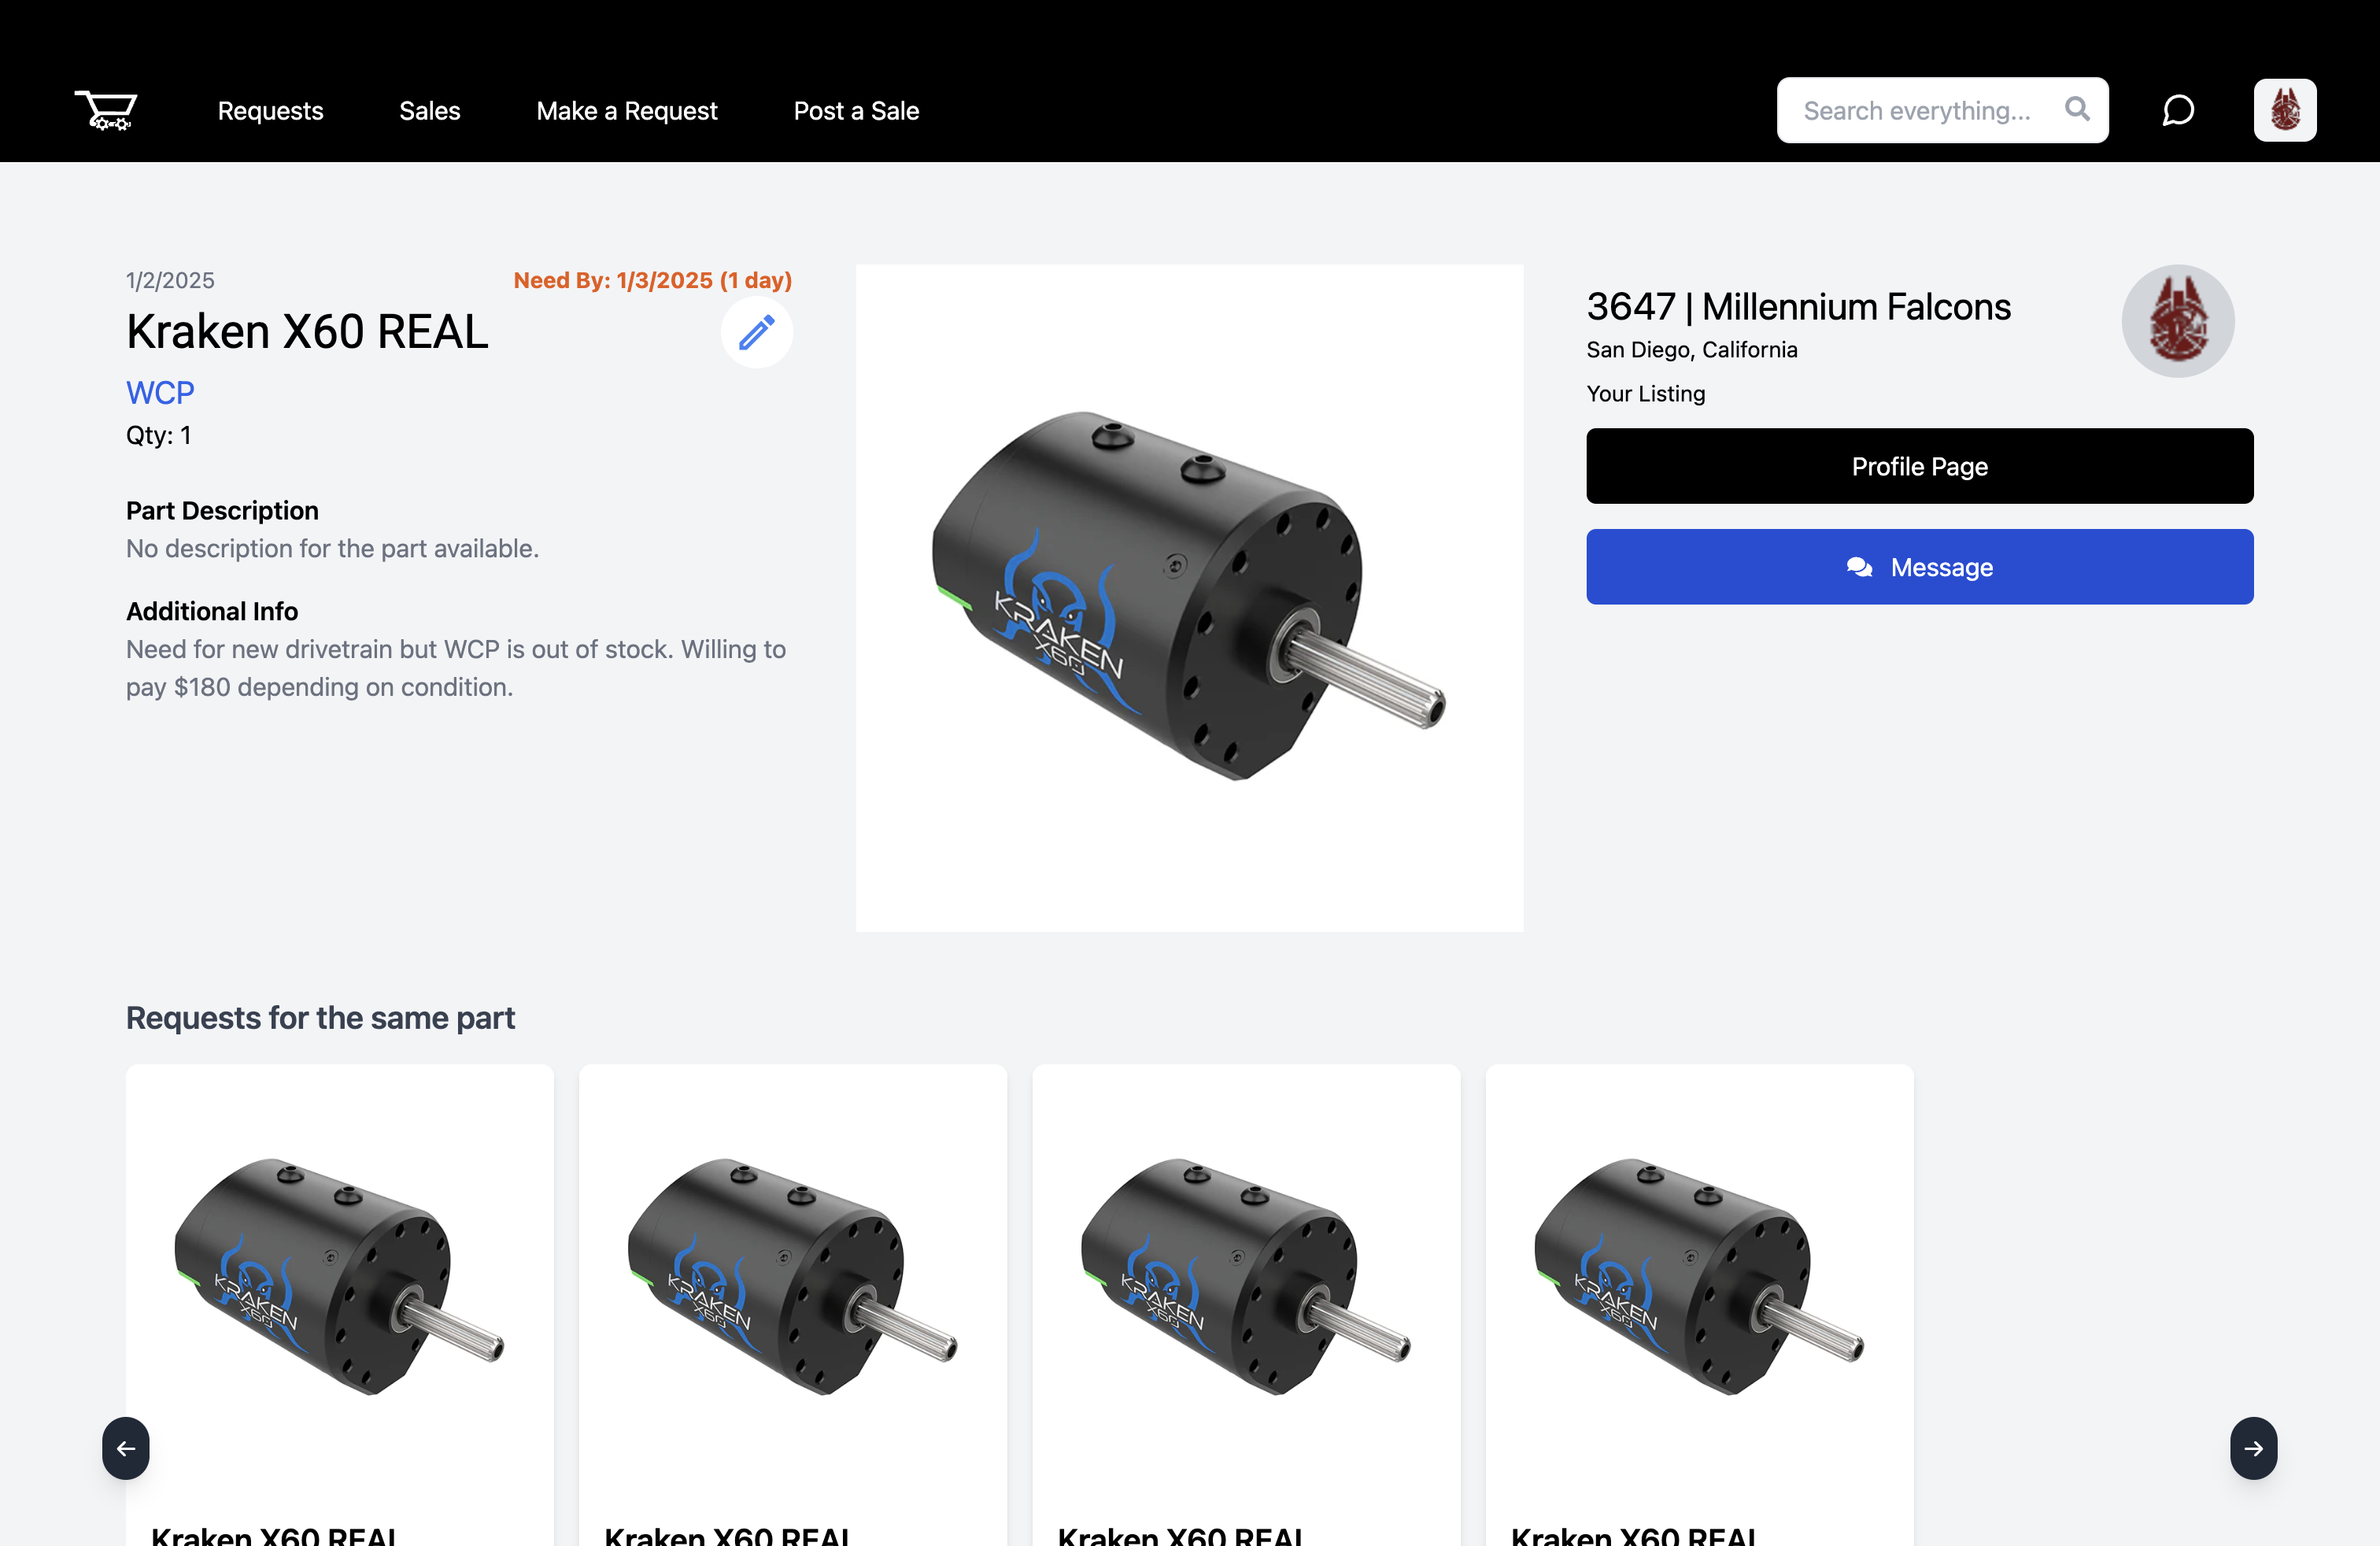 Requests
Sales
Make a Request
Post a Sale
Search everything...
1/2/2025
Need By: 1/3/2025 (1 day)
Kraken X60 REAL
WCP
Qty: 1
Part Description
No description for the part available.
Additional Info
Need for new drivetrain but WCP is out of stock. Willing to
pay $180 depending on condition.
KRAKEN
X60
3647 | Millennium Falcons
San Diego, California
Your Listing
Profile Page
Message
Requests for the same part
KRAKEN
X60
Kraken X60 REAL
KRAKEN
X60
Kraken X60 REAL
KRAKEN
X60
Kraken X60 REAL
KRAKEN
X60
Kraken X60 REAL